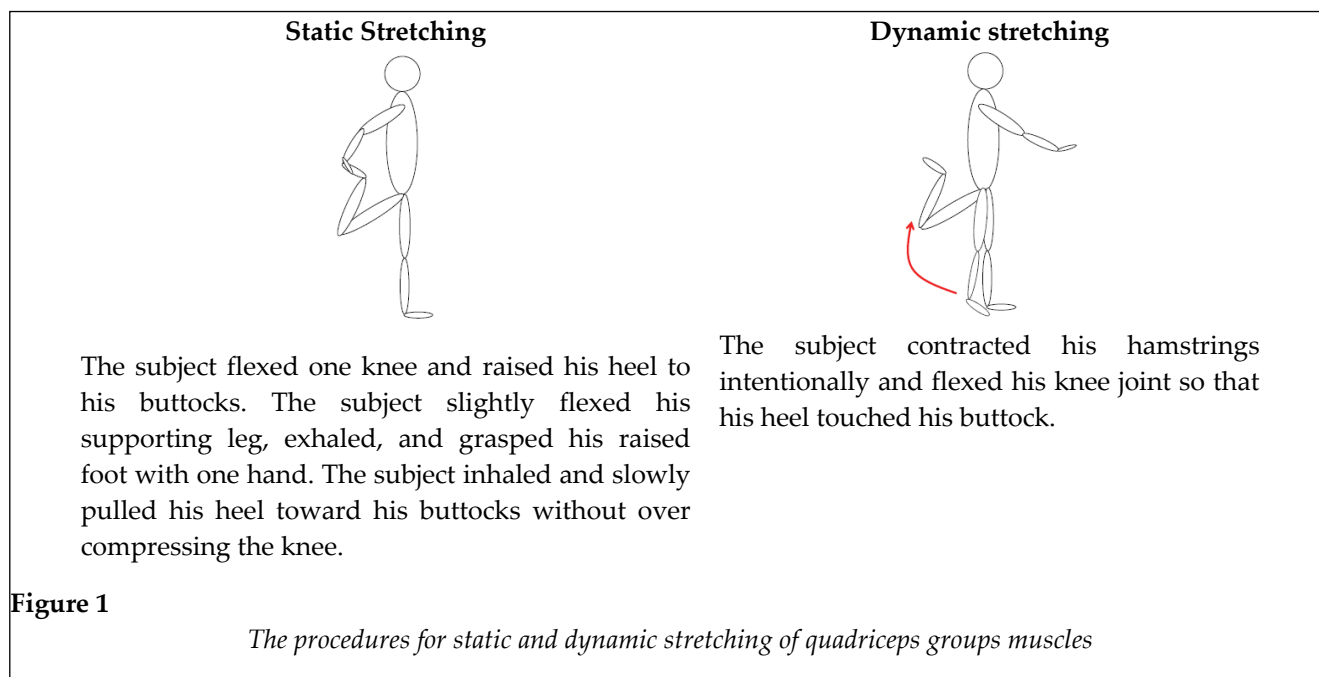 Static Stretching
The subject flexed one knee and raised his heel to
his buttocks. The subject slightly flexed his
supporting leg, exhaled, and grasped his raised
foot with one hand. The subject inhaled and slowly
pulled his heel toward his buttocks without over
compressing the knee.
Dynamic stretching
The subject contracted his hamstrings
intentionally and flexed his knee joint so that
his heel touched his buttock.
Figure 1
The procedures for static and dynamic stretching of quadriceps groups muscles